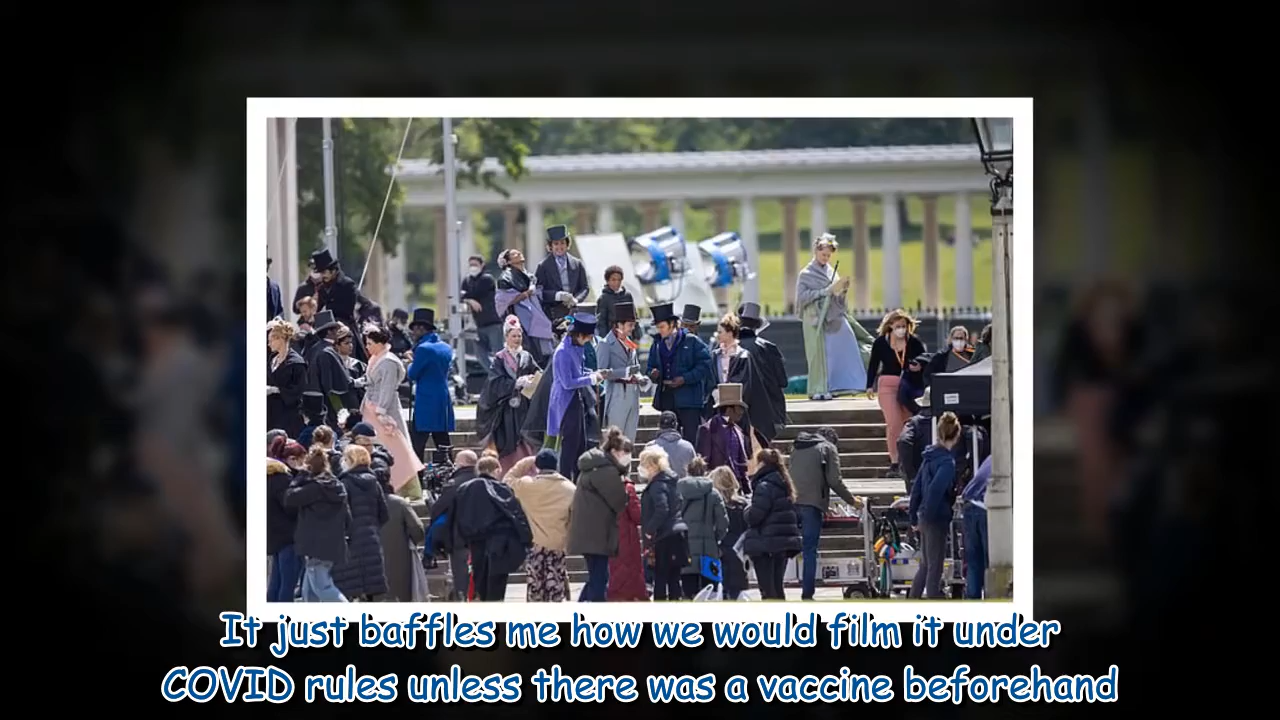 It just baffles me how we would film it under
COVID rules unless there was a vaccine beforehand